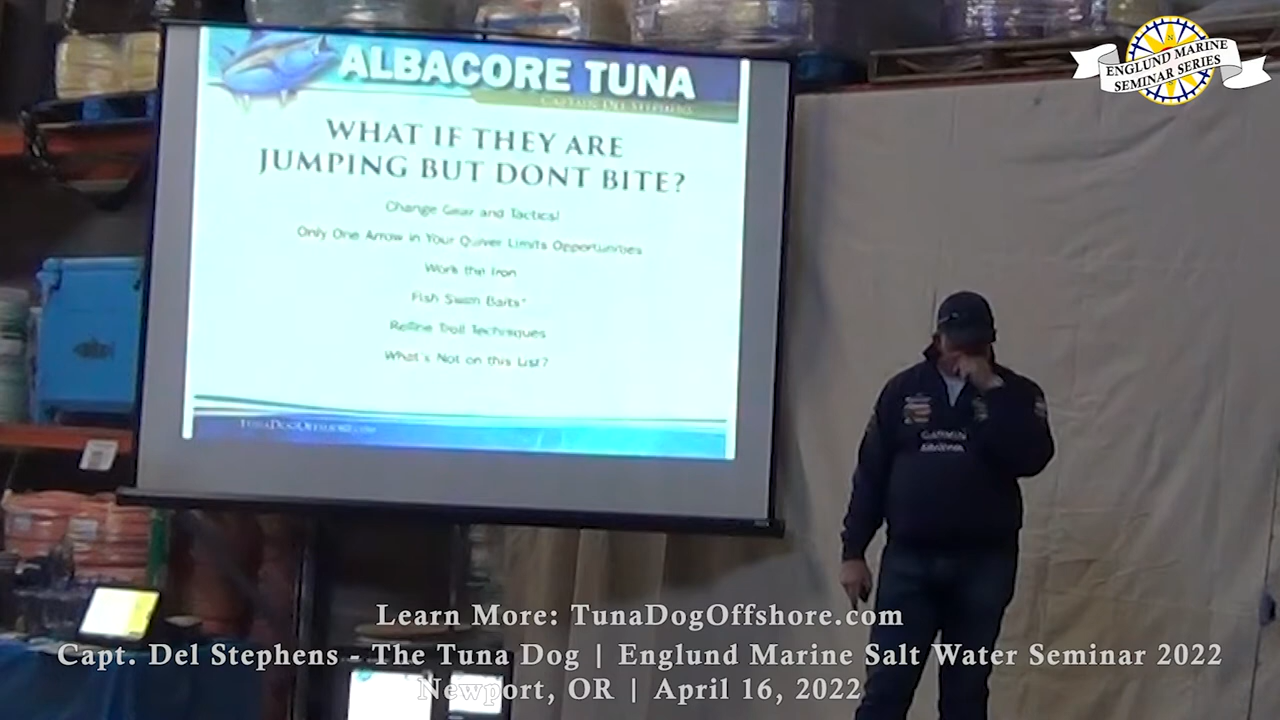 ENGLUND MARINE
SEMINAR SERIES
ALBACORE TUNA
CAPTAIN DEL STEPHENS
WHAT IF THEY ARE
JUMPING BUT DONT BITE?
Change Gear and Tactics!
Only One Arrow in Your Quiver Limits Opportunities
Work the Iron
Fish Swim Baits*
Refine Troll Techniques
What's Not on this List?
TUNADOGOFFSHORE.COM
GARMIN
Learn More: TunaDogOffshore.com
Capt. Del Stephens - The Tuna Dog | Englund Marine Salt Water Seminar 2022
Newport, OR | April 16, 2022